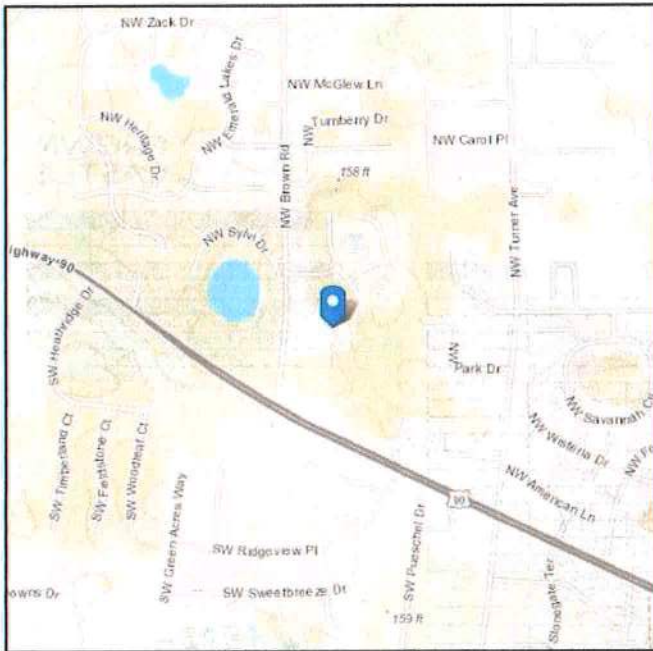 NW Zack Dr
NW Emerald Lakes Dr
NW McGlew Ln
NW Heritage Dr
NW
Turnberry Dr
NW Carol Pl
NW Brown Rd
158 ft
NW Turner Ave
NW Sylvi Dr
ighway 90
SW Heathridge Dr
NW
Park Dr
NW Savannah Cir
NW Wisteria Dr
NW American Ln
SW Timberland Ct
SW Fieldstone Ct
SW Woodleaf Ct
SW Green Acres Way
90
SW Ridgeview Pl
SW Pueschel Dr
SW Sweetbreeze Dr
owns Dr
159 ft
Stonegate Ter